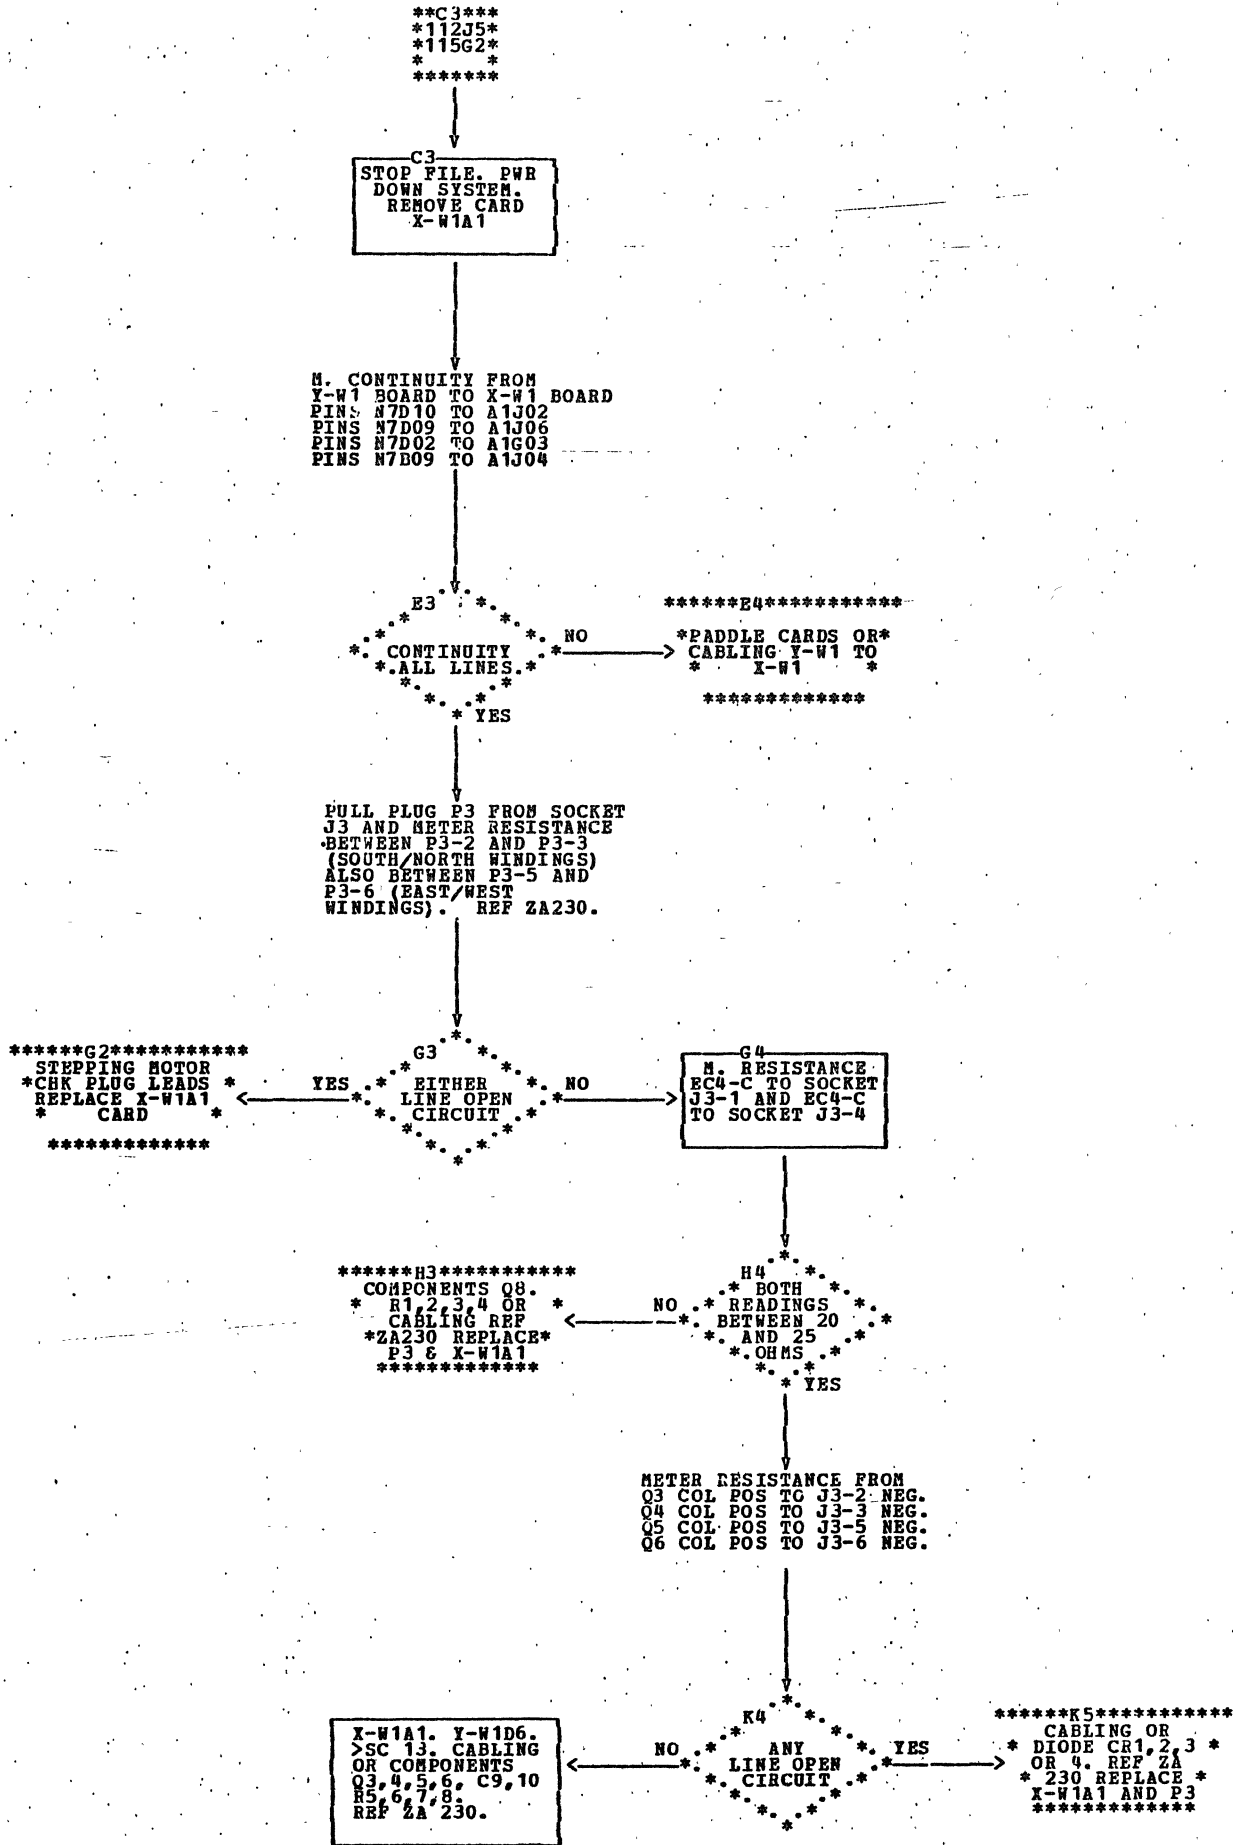 **C3***
*112J5*
*115G2*
*     *
*******
C3
STOP FILE. PWR
DOWN SYSTEM.
REMOVE CARD
X-W1A1
M. CONTINUITY FROM
Y-W1 BOARD TO X-W1 BOARD
PINS N7D10 TO A1J02
PINS N7D09 TO A1J06
PINS N7D02 TO A1G03
PINS N7B09 TO A1J04
E3
CONTINUITY
ALL LINES
NO
YES
******E4***********
*PADDLE CARDS OR*
CABLING Y-W1 TO
* X-W1 *
*************
PULL PLUG P3 FROM SOCKET
J3 AND METER RESISTANCE
BETWEEN P3-2 AND P3-3
(SOUTH/NORTH WINDINGS)
ALSO BETWEEN P3-5 AND
P3-6 (EAST/WEST
WINDINGS). REF ZA230.
G3
EITHER
LINE OPEN
CIRCUIT
YES
NO
******G2***********
STEPPING MOTOR
*CHK PLUG LEADS *
REPLACE X-W1A1
* CARD *
*************
G4
M. RESISTANCE
EC4-C TO SOCKET
J3-1 AND EC4-C
TO SOCKET J3-4
H4
BOTH
READINGS
BETWEEN 20
AND 25
OHMS
NO
YES
******H3***********
COMPONENTS Q8.
* R1,2,3,4 OR *
CABLING REF
*ZA230 REPLACE*
P3 & X-W1A1
*************
METER RESISTANCE FROM
Q3 COL POS TO J3-2 NEG.
Q4 COL POS TO J3-3 NEG.
Q5 COL POS TO J3-5 NEG.
Q6 COL POS TO J3-6 NEG.
K4
ANY
LINE OPEN
CIRCUIT
NO
YES
X-W1A1. Y-W1D6.
>SC 13. CABLING
OR COMPONENTS
Q3,4,5,6, C9,10
R5,6,7,8.
REF ZA 230.
******K5***********
CABLING OR
* DIODE CR1,2,3 *
OR 4. REF ZA
* 230 REPLACE *
X-W1A1 AND P3
*************